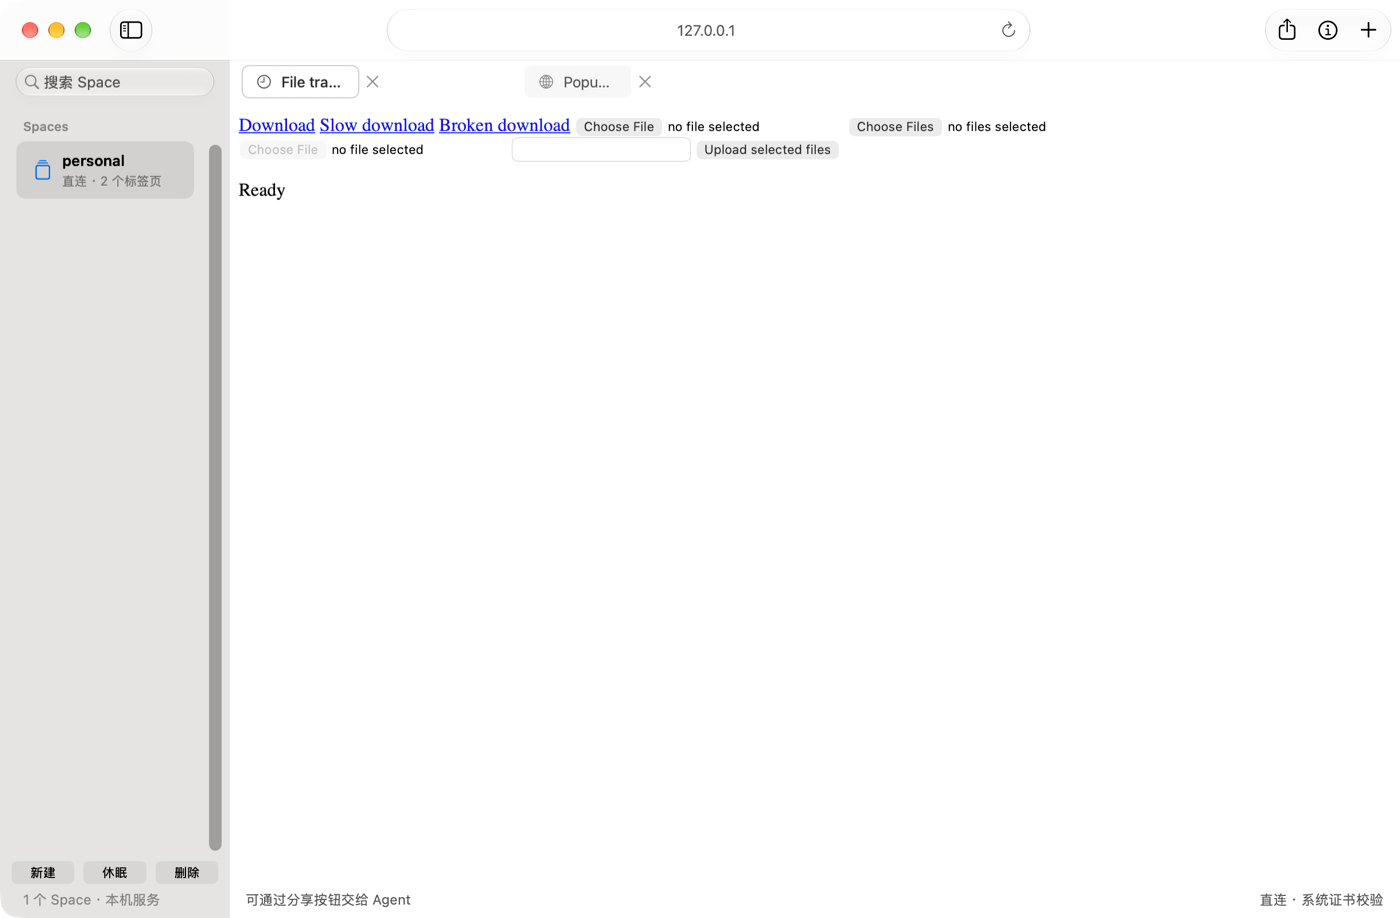 127.0.0.1
搜索 Space
File tra...
Popu...
Spaces
personal
直连 · 2 个标签页
Download Slow download Broken download Choose File no file selected Choose Files no files selected
Choose File no file selected Upload selected files
Ready
新建 休眠 删除
1 个 Space · 本机服务
可通过分享按钮交给 Agent
直连 · 系统证书校验